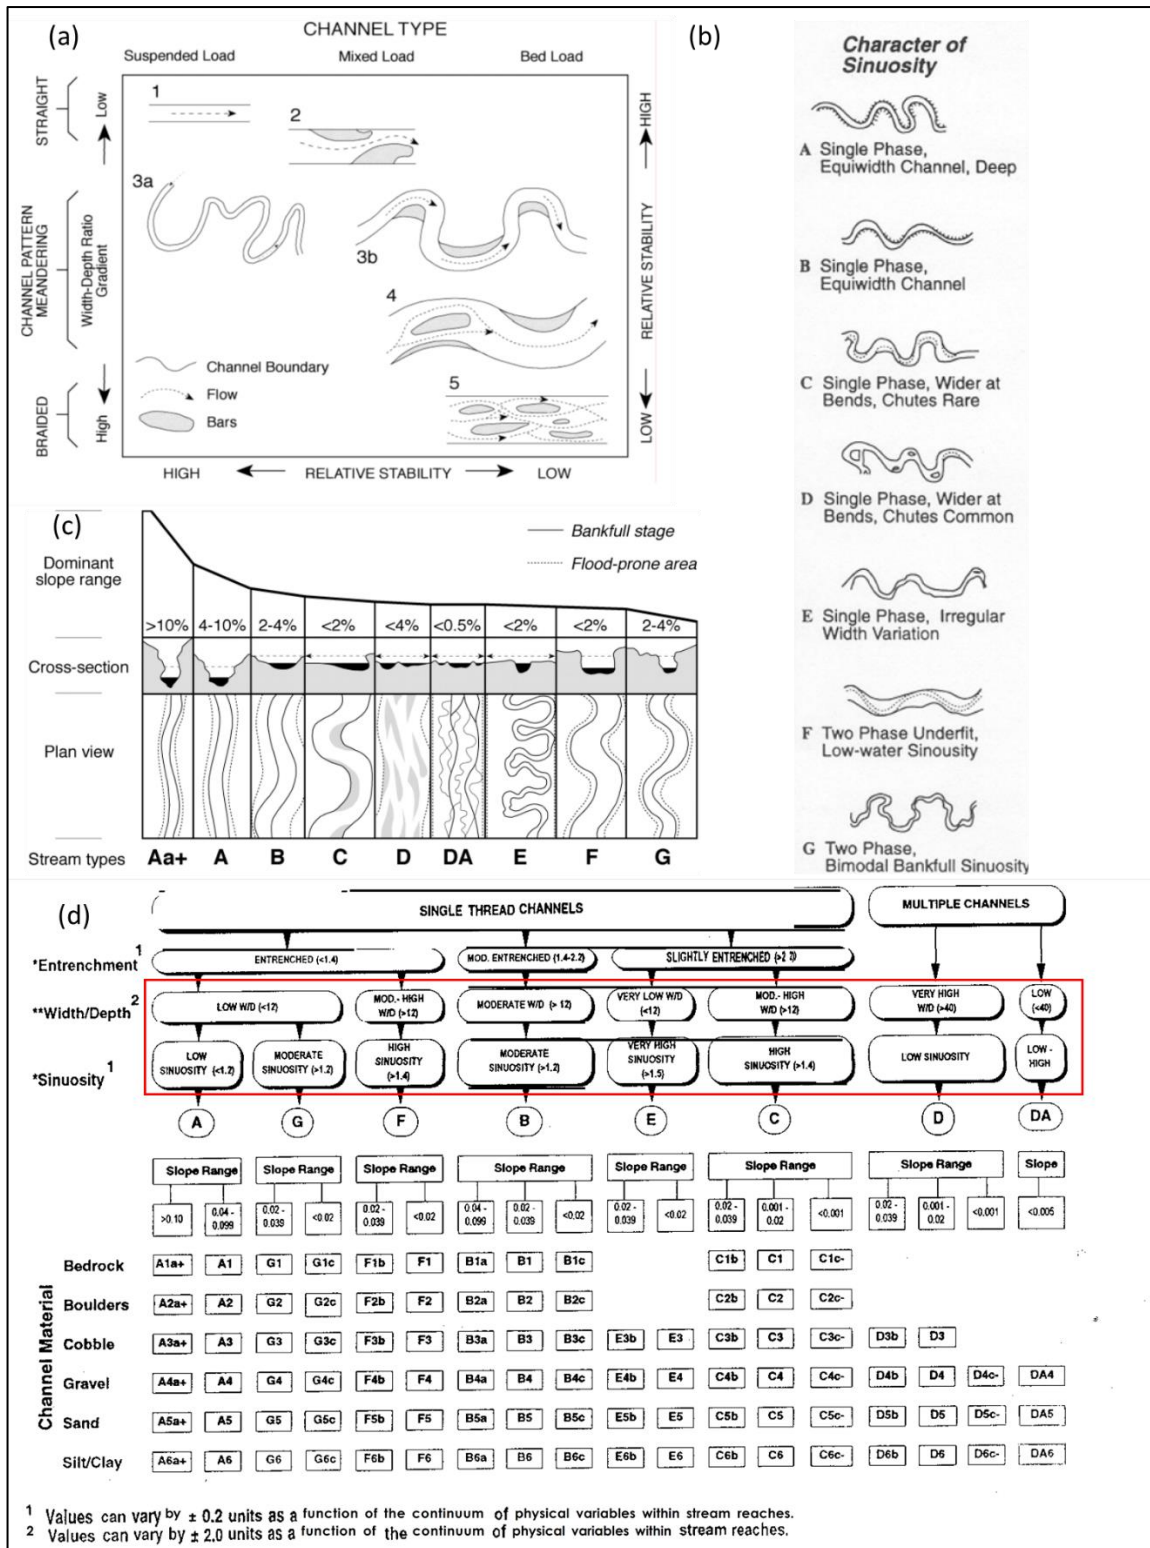 (a)
CHANNEL TYPE
Suspended Load Mixed Load Bed Load
STRAIGHT
CHANNEL PATTERN
MEANDERING
BRAIDED
Low
Width-Depth Ratio
Gradient
High
1
2
3a
3b
4
5
Channel Boundary
Flow
Bars
HIGH
RELATIVE STABILITY
LOW
HIGH RELATIVE STABILITY LOW
(b)
Character of
Sinuosity
A Single Phase,
Equiwidth Channel, Deep
B Single Phase,
Equiwidth Channel
C Single Phase, Wider at
Bends, Chutes Rare
D Single Phase, Wider at
Bends, Chutes Common
E Single Phase, Irregular
Width Variation
F Two Phase Underfit,
Low-water Sinousity
G Two Phase,
Bimodal Bankfull Sinuosity
(c)
Bankfull stage
Flood-prone area
Dominant
slope range
>10% 4-10% 2-4% <2% <4% <0.5% <2% <2% 2-4%
Cross-section
Plan view
Stream types Aa+ A B C D DA E F G
(d)
SINGLE THREAD CHANNELS MULTIPLE CHANNELS
*Entrenchment 1 ENTRENCHED (<1.4) MOD. ENTRENCHED (1.4-2.2) SLIGHTLY ENTRENCHED (>2 2)
**Width/Depth 2 LOW W/D (<12) MOD.- HIGH W/D (>12) MODERATE W/D (> 12) VERY LOW W/D (<12) MOD.- HIGH W/D (>12) VERY HIGH W/D (>40) LOW (<40)
*Sinuosity 1 LOW SINUOSITY (<1.2) MODERATE SINUOSITY (>1.2) HIGH SINUOSITY (>1.4) MODERATE SINUOSITY (>1.2) VERY HIGH SINUOSITY (>1.5) HIGH SINUOSITY (>1.4) LOW SINUOSITY LOW - HIGH
A G F B E C D DA
Slope Range Slope Range Slope Range Slope Range Slope Range Slope Range Slope Range Slope
>0.10 0.04 - 0.099 0.02 - 0.039 <0.02 0.02 - 0.039 <0.02 0.04 - 0.099 0.02 - 0.039 <0.02 0.02 - 0.039 <0.02 0.02 - 0.039 0.001 - 0.02 <0.001 0.02 - 0.039 0.001 - 0.02 <0.001 <0.005
Channel Material
Bedrock A1a+ A1 G1 G1c F1b F1 B1a B1 B1c C1b C1 C1c-
Boulders A2a+ A2 G2 G2c F2b F2 B2a B2 B2c C2b C2 C2c-
Cobble A3a+ A3 G3 G3c F3b F3 B3a B3 B3c E3b E3 C3b C3 C3c- D3b D3
Gravel A4a+ A4 G4 G4c F4b F4 B4a B4 B4c E4b E4 C4b C4 C4c- D4b D4 D4c- DA4
Sand A5a+ A5 G5 G5c F5b F5 B5a B5 B5c E5b E5 C5b C5 C5c- D5b D5 D5c- DA5
Silt/Clay A6a+ A6 G6 G6c F6b F6 B6a B6 B6c E6b E6 C6b C6 C6c- D6b D6 D6c- DA6
1 Values can vary by ± 0.2 units as a function of the continuum of physical variables within stream reaches.
2 Values can vary by ± 2.0 units as a function of the continuum of physical variables within stream reaches.